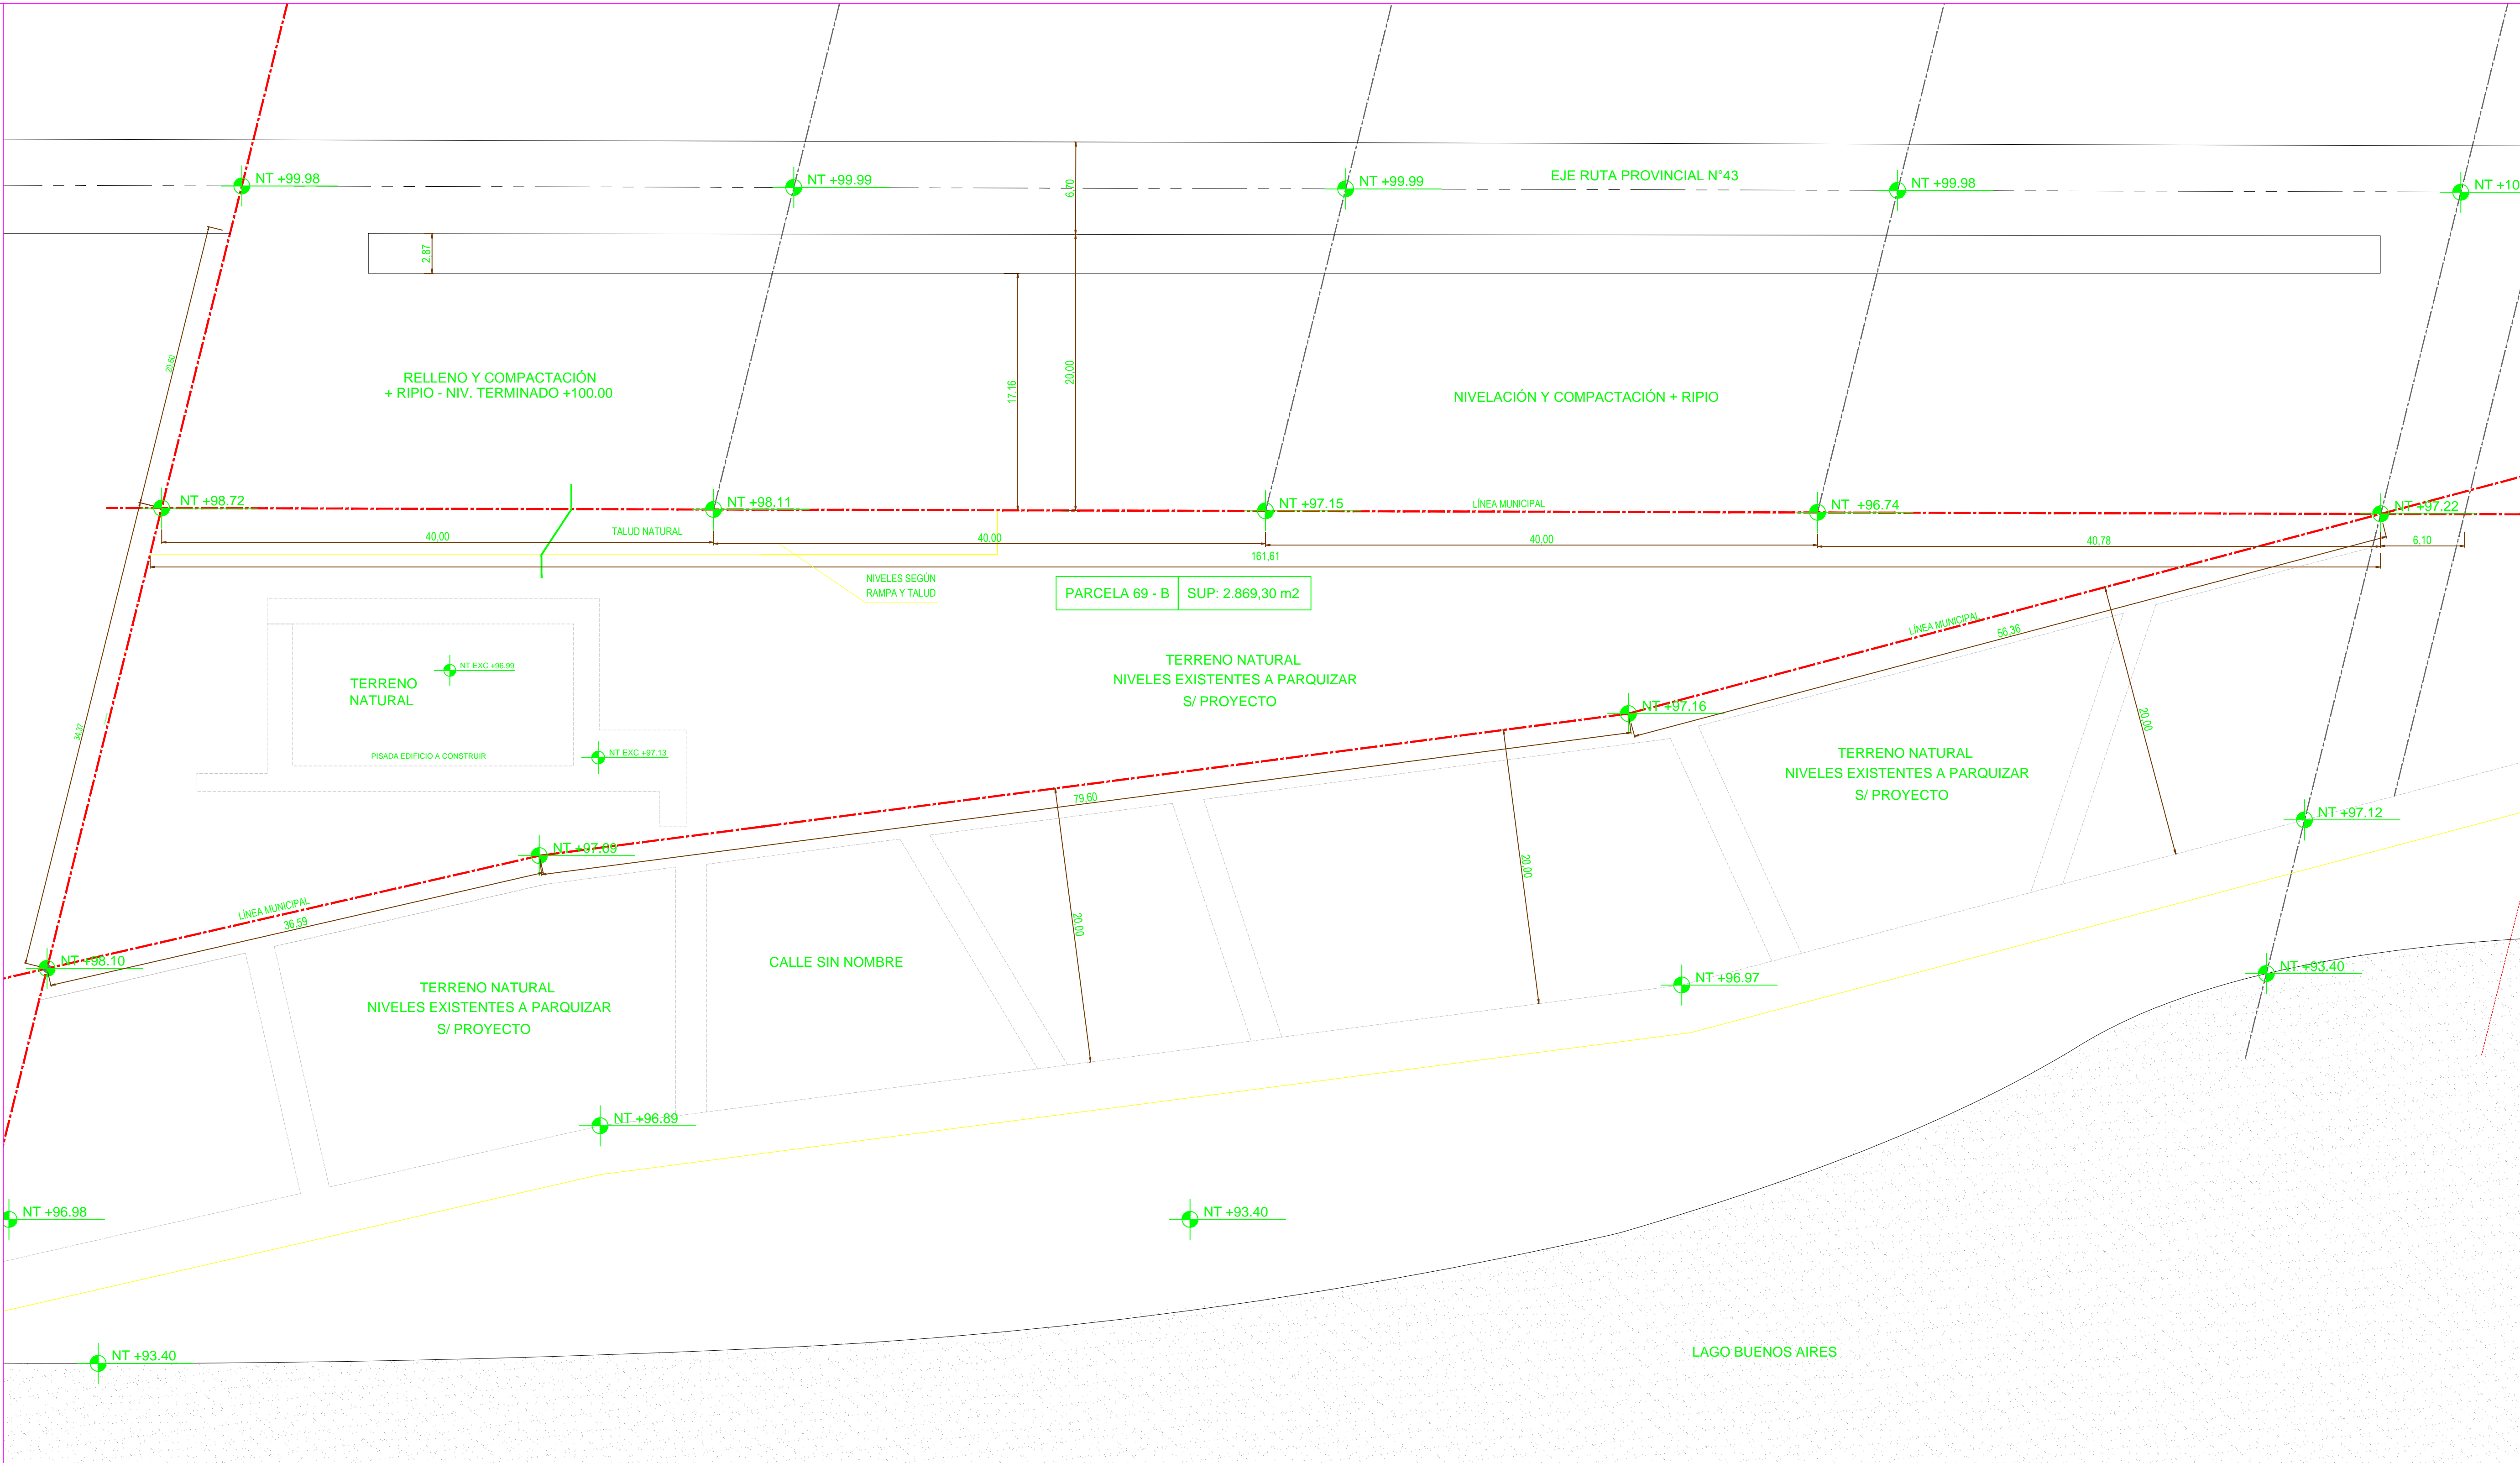 NT +99.98
NT +99.99
NT +99.99
EJE RUTA PROVINCIAL N°43
NT +99.98
NT +10
6,70
2,87
20,60
RELLENO Y COMPACTACIÓN
+ RIPIO - NIV. TERMINADO +100.00
17,16
20,00
NIVELACIÓN Y COMPACTACIÓN + RIPIO
NT +98.72
NT +98.11
NT +97.15
LÍNEA MUNICIPAL
NT +96.74
NT +97.22
40,00
TALUD NATURAL
40,00
40,00
40,78
6,10
161,61
NIVELES SEGÚN
RAMPA Y TALUD
PARCELA 69 - B
SUP: 2.869,30 m2
LÍNEA MUNICIPAL
56,36
NT EXC +96.99
TERRENO
NATURAL
TERRENO NATURAL
NIVELES EXISTENTES A PARQUIZAR
S/ PROYECTO
NT +97.16
20,00
34,37
PISADA EDIFICIO A CONSTRUIR
NT EXC +97.13
TERRENO NATURAL
NIVELES EXISTENTES A PARQUIZAR
S/ PROYECTO
79,60
NT +97.12
NT +97.69
20,00
LÍNEA MUNICIPAL
36,59
20,00
NT +98.10
CALLE SIN NOMBRE
NT +96.97
NT +93.40
TERRENO NATURAL
NIVELES EXISTENTES A PARQUIZAR
S/ PROYECTO
NT +96.89
NT +96.98
NT +93.40
NT +93.40
LAGO BUENOS AIRES